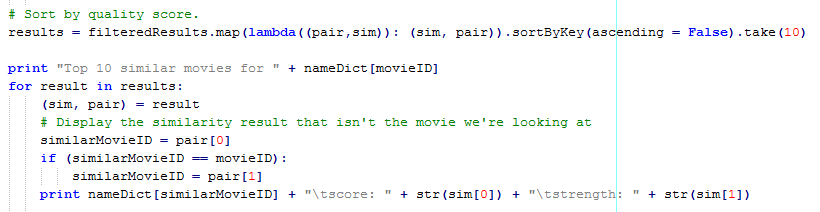 # Sort by quality score.
results = filteredResults.map(lambda((pair,sim)): (sim, pair)).sortByKey(ascending = False).take(10)
print "Top 10 similar movies for " + nameDict[movieID]
for result in results:
    (sim, pair) = result
    # Display the similarity result that isn't the movie we're looking at
    similarMovieID = pair[0]
    if (similarMovieID == movieID):
        similarMovieID = pair[1]
    print nameDict[similarMovieID] + "\tscore: " + str(sim[0]) + "\tstrength: " + str(sim[1])